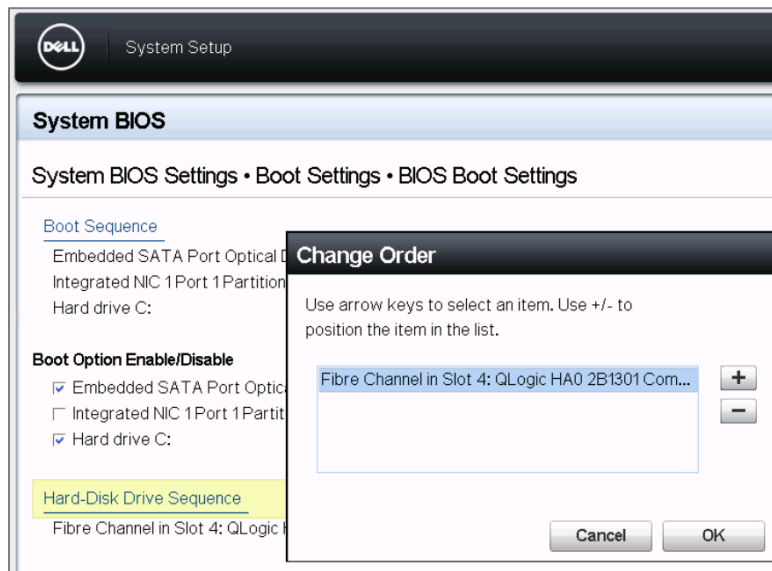 DELL
System Setup
System BIOS
System BIOS Settings • Boot Settings • BIOS Boot Settings
Boot Sequence
Embedded SATA Port Optical
Integrated NIC 1 Port 1 Partition
Hard drive C:
Boot Option Enable/Disable
Embedded SATA Port
Integrated NIC 1 Port 1
Hard drive C:
Hard-Disk Drive Sequence
Fibre Channel in Slot 4: QLogic
Change Order
Use arrow keys to select an item. Use +/- to
position the item in the list.
Fibre Channel in Slot 4: QLogic HA0 2B1301 Com...
+
−
Cancel
OK